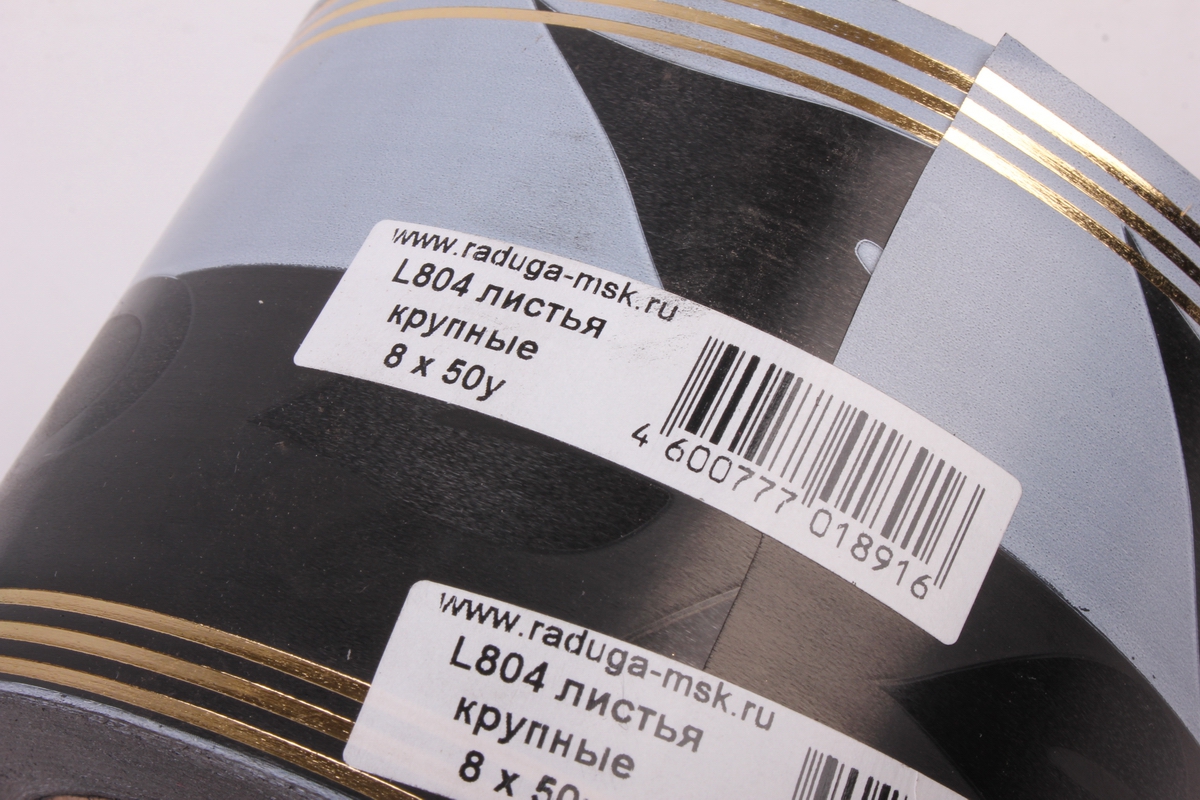 www.raduga-msk.ru
L804 листья
крупные
8 x 50y
4 600777 018916
www.raduga-msk.ru
L804 листья
крупные
8 x 50